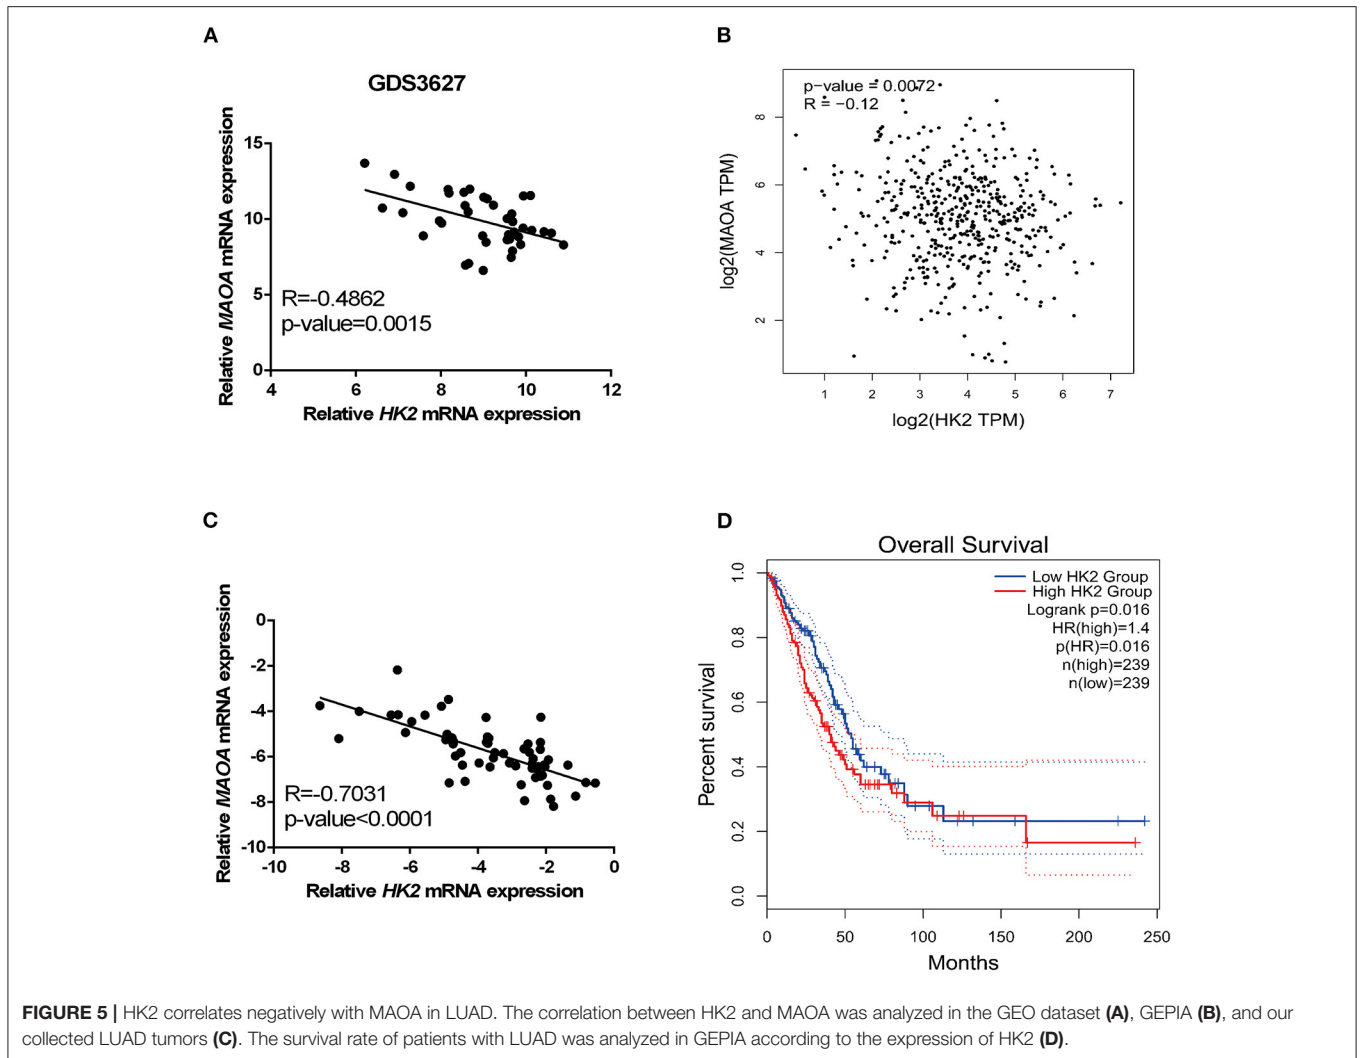 A
GDS3627
Relative MAOA mRNA expression
15
10
5
0
R=-0.4862
p-value=0.0015
4 6 8 10 12
Relative HK2 mRNA expression
B
p−value = 0.0072
R = −0.12
log2(MAOA TPM)
8
6
4
2
1 2 3 4 5 6 7
log2(HK2 TPM)
C
Relative MAOA mRNA expression
0
-2
-4
-6
-8
-10
R=-0.7031
p-value<0.0001
-10 -8 -6 -4 -2 0
Relative HK2 mRNA expression
D
Overall Survival
Low HK2 Group
High HK2 Group
Logrank p=0.016
HR(high)=1.4
p(HR)=0.016
n(high)=239
n(low)=239
Percent survival
1.0
0.8
0.6
0.4
0.2
0.0
0 50 100 150 200 250
Months
FIGURE 5 | HK2 correlates negatively with MAOA in LUAD. The correlation between HK2 and MAOA was analyzed in the GEO dataset (A), GEPIA (B), and our
collected LUAD tumors (C). The survival rate of patients with LUAD was analyzed in GEPIA according to the expression of HK2 (D).